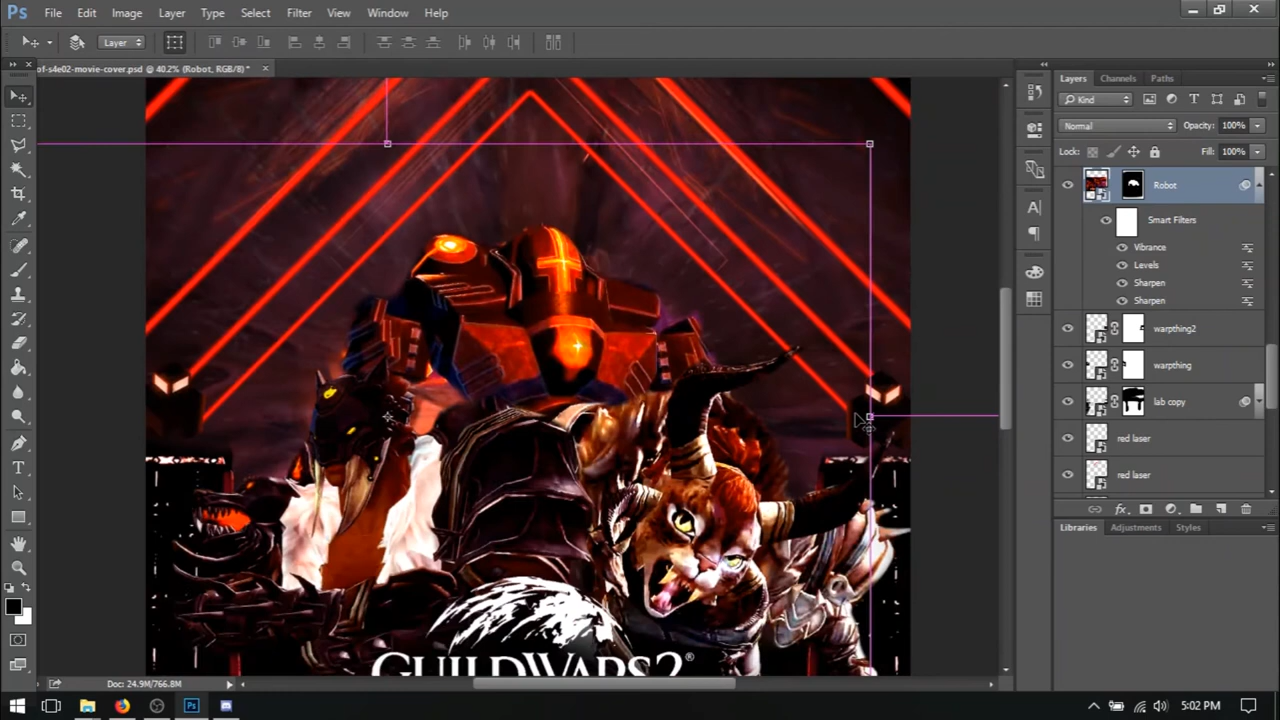 Ps File Edit Image Layer Type Select Filter View Window Help
Layer
of-s4e02-movie-cover.psd @ 40.2% (Robot, RGB/8) *
Layers Channels Paths
Kind
Normal Opacity: 100%
Lock: Fill: 100%
Robot
Smart Filters
Vibrance
Levels
Sharpen
Sharpen
warpthing2
warpthing
lab copy
red laser
red laser
Libraries Adjustments Styles
GUILD WARS 2®
Doc: 24.9M/766.8M
Ps 5:02 PM